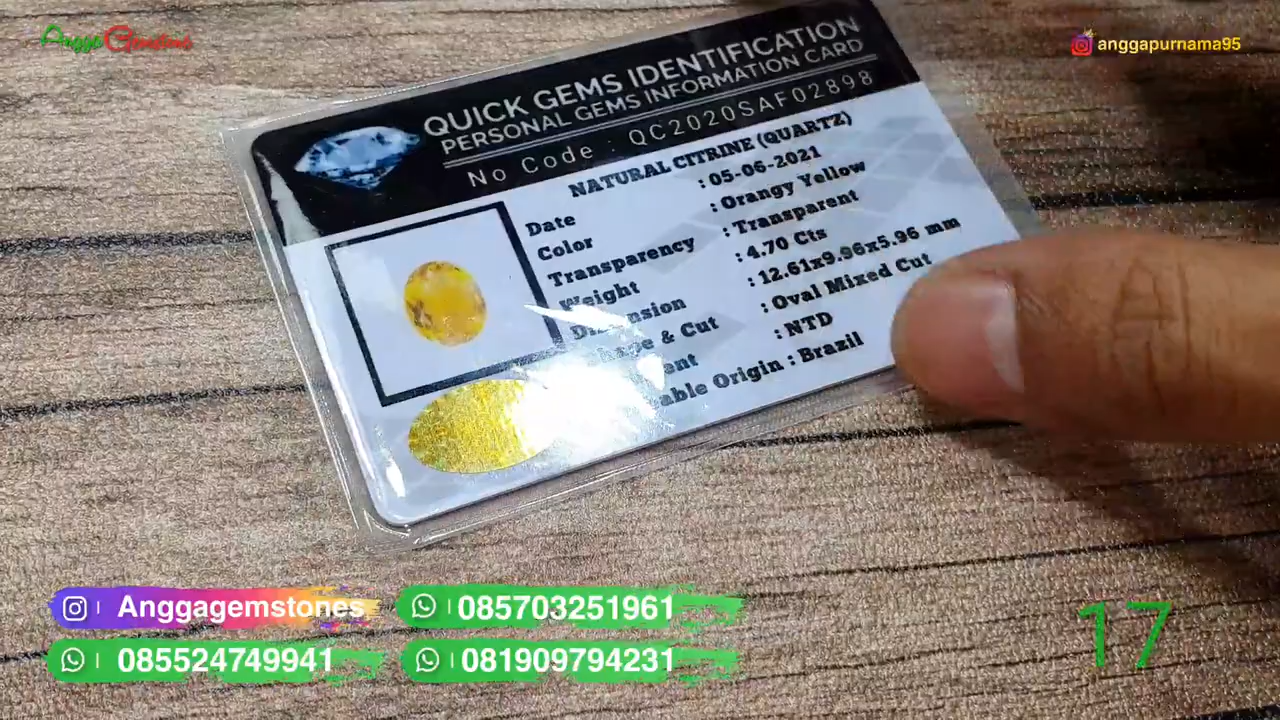 Angga Gemstone
anggapurnama95
QUICK GEMS IDENTIFICATION
PERSONAL GEMS INFORMATION CARD
No Code : QC2020SAF02898
NATURAL CITRINE (QUARTZ)
Date : 05-06-2021
Color : Orangy Yellow
Transparency : Transparent
Weight : 4.70 Cts
Dimension : 12.61x9.96x5.96 mm
& Cut : Oval Mixed Cut
: NTD
Origin : Brazil
Anggagemstones
085703251961
085524749941
081909794231
17